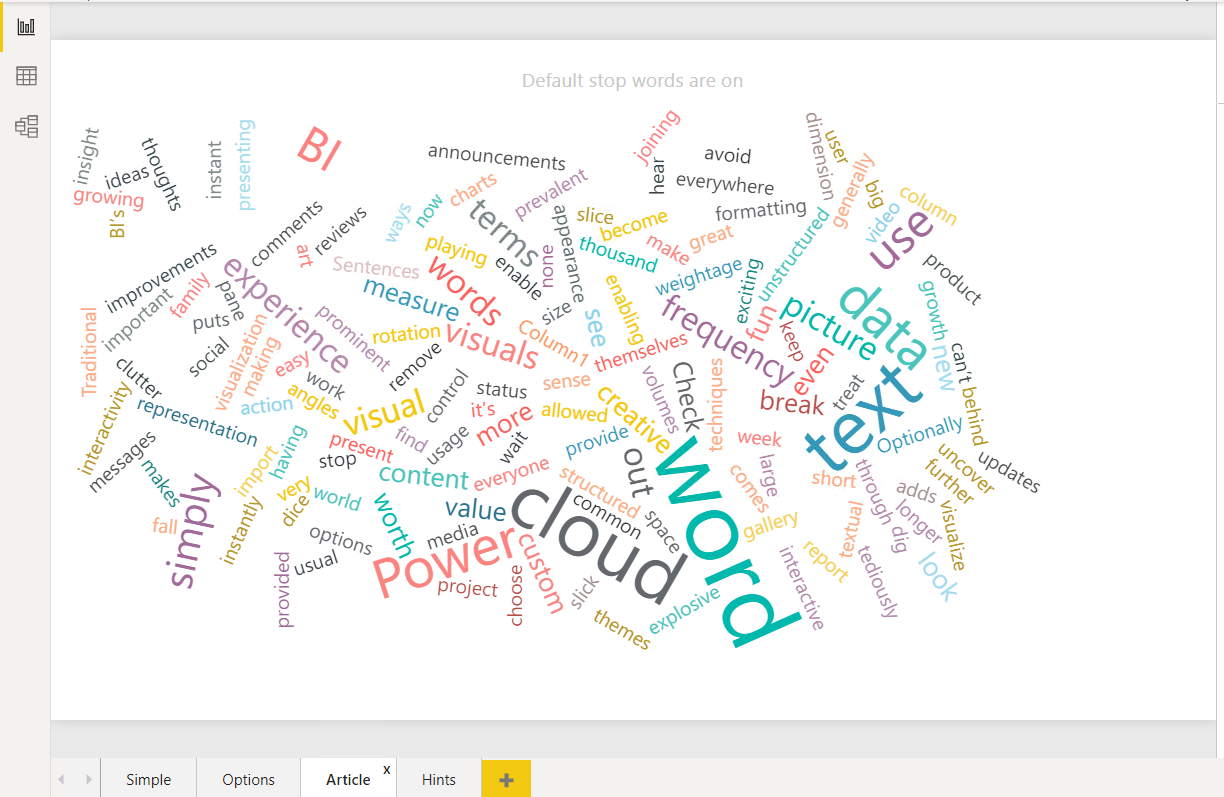 Default stop words are on
insight
thoughts
ideas
growing
BI's
instant
presenting
BI
announcements
joining
hear
avoid
everywhere
dimension
user
generally
big
column
video
use
formatting
unstructured
charts
prevalent
now
ways
terms
appearance
slice
become
make
great
thousand
none
enable
playing
comments
reviews
art
Sentences
words
measure
size
see
enabling
weightage
exciting
product
improvements
important
family
pane
experience
puts
social
prominent
rotation
visuals
Column1
themselves
frequency
fun
picture
keep
even
data
growth
new
can't
behind
Traditional
clutter
interactivity
visualization
making
easy
work
remove
control
status
sense
volumes
Check
techniques
break
treat
text
Optionally
representation
action
angles
visual
it's
more
allowed
creative
wait
provide
week
uncover
further
updates
messages
makes
import
having
present
find
usage
stop
content
everyone
structured
out
Word
comes
large
short
through
dig
adds
longer
visualize
simply
fall
instantly
very
dice
world
worth
value
cloud
common
space
gallery
textual
options
usual
media
Power
custom
report
interactive
tediously
look
provided
project
choose
slick
explosive
themes
Simple
Options
Article
x
Hints
+